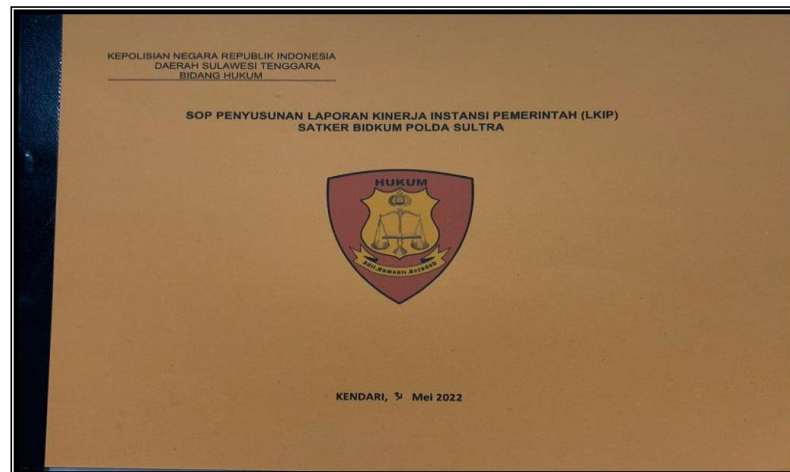 KEPOLISIAN NEGARA REPUBLIK INDONESIA
DAERAH SULAWESI TENGGARA
BIDANG HUKUM
SOP PENYUSUNAN LAPORAN KINERJA INSTANSI PEMERINTAH (LKIP)
SATKER BIDKUM POLDA SULTRA
HUKUM
KENDARI, 31 Mei 2022